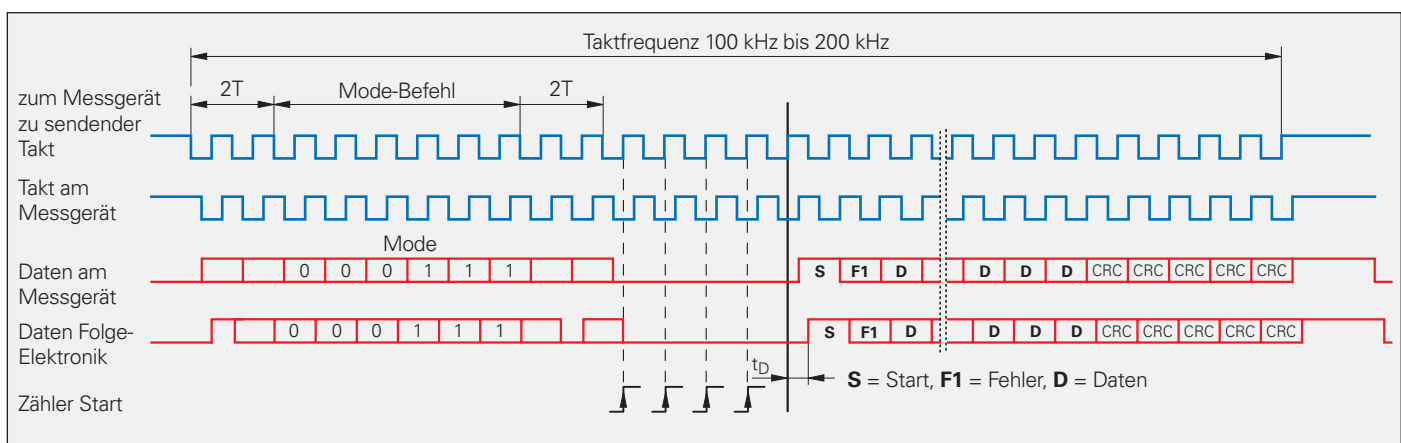 Taktfrequenz 100 kHz bis 200 kHz
2T Mode-Befehl 2T
zum Messgerät
zu sendender
Takt
Takt am
Messgerät
Mode
Daten am
Messgerät
0 0 0 1 1 1 S F1 D D D D CRC CRC CRC CRC CRC
Daten Folge-
Elektronik
0 0 0 1 1 1 S F1 D D D D CRC CRC CRC CRC CRC
tD
S = Start, F1 = Fehler, D = Daten
Zähler Start